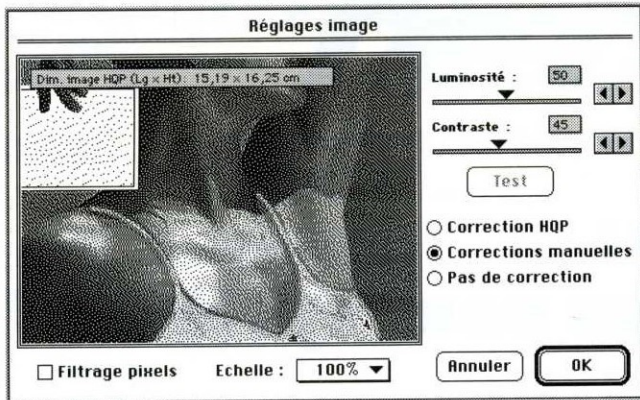 Réglages image
Dim. image HQP (Lg x Ht): 15,19 x 16,25 cm
Luminosité : 50
Contraste : 45
Test
Correction HQP
Corrections manuelles
Pas de correction
Filtrage pixels Echelle : 100%
Annuler OK